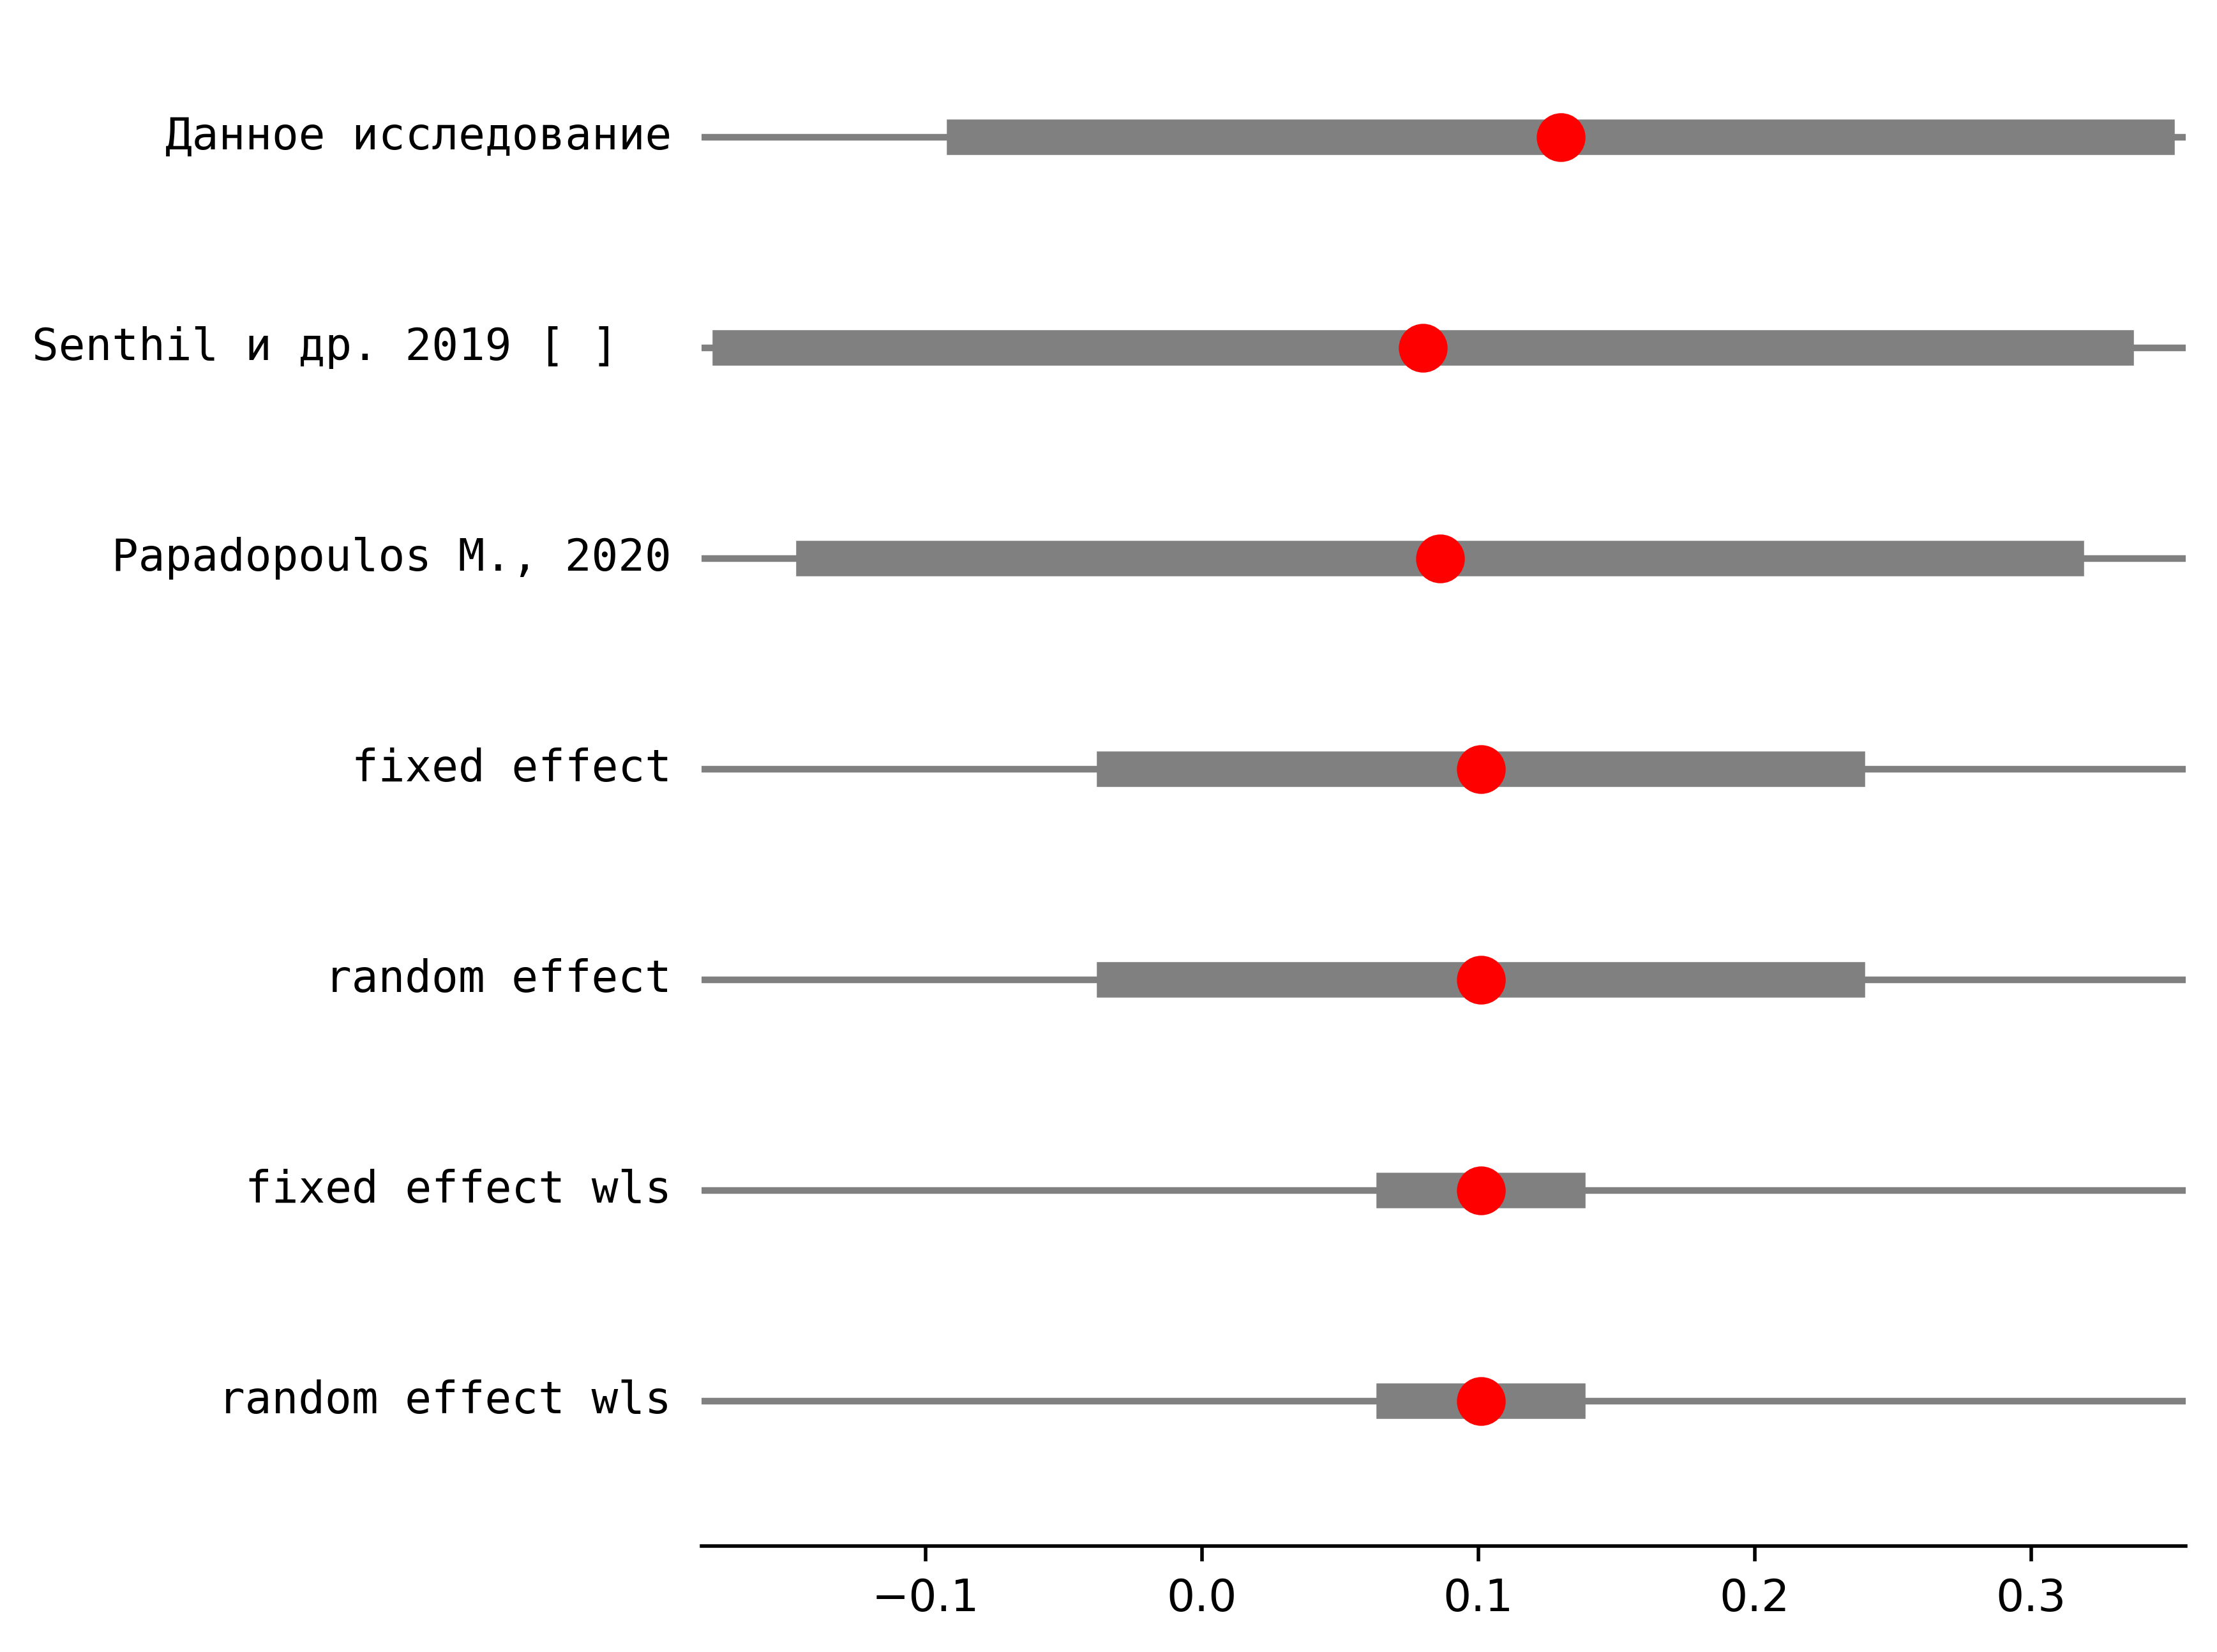 Данное исследование
Senthil и др. 2019 [ ]
Papadopoulos M., 2020
fixed effect
random effect
fixed effect wls
random effect wls
−0.1 0.0 0.1 0.2 0.3